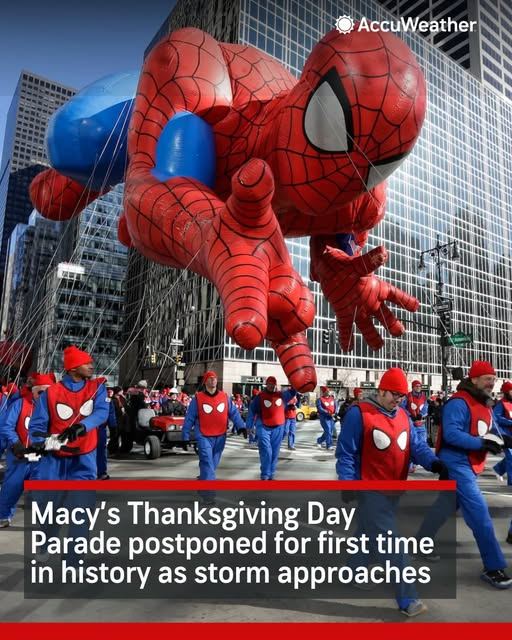 AccuWeather
Macy's Thanksgiving Day
Parade postponed for first time
in history as storm approaches